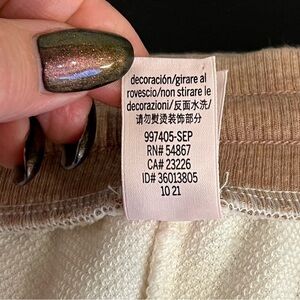 decoración/girare al
rovescio/non stirare le
decorazioni/反面水洗/
请勿熨烫装饰部分
997405-SEP
RN# 54867
CA# 23226
ID# 36013805
10 21